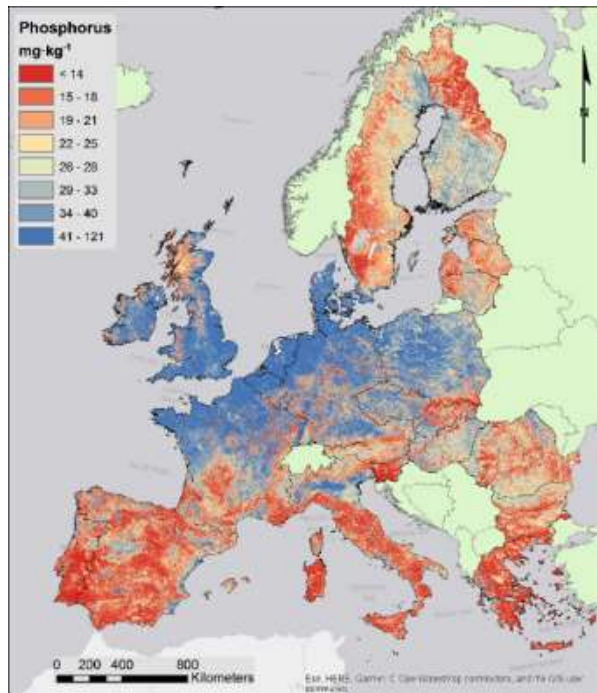 Phosphorus
mg·kg⁻¹
< 14
15 - 18
19 - 21
22 - 25
26 - 28
29 - 33
34 - 40
41 - 121
N
0 200 400 800
Kilometers
Esri, HERE, Garmin, © OpenStreetMap contributors, and the GIS user
community